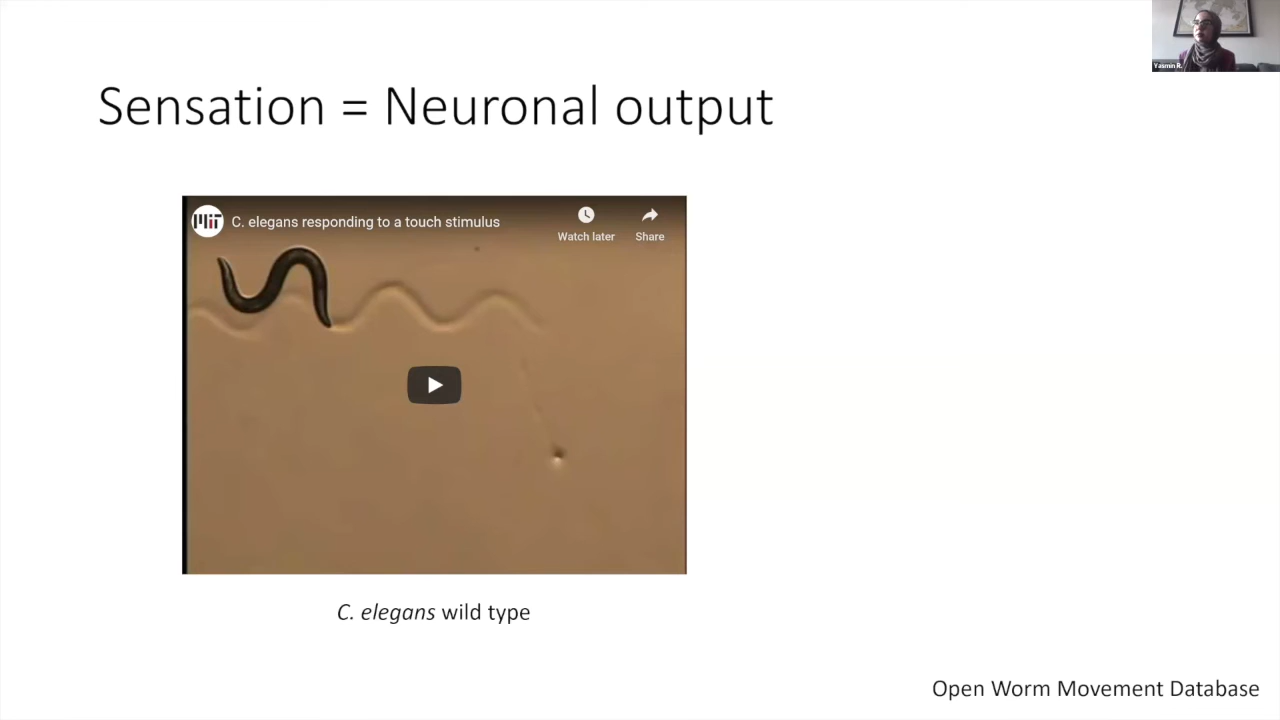 Yasmin R.
Sensation = Neuronal output
MIT
C. elegans responding to a touch stimulus
Watch later
Share
C. elegans wild type
Open Worm Movement Database